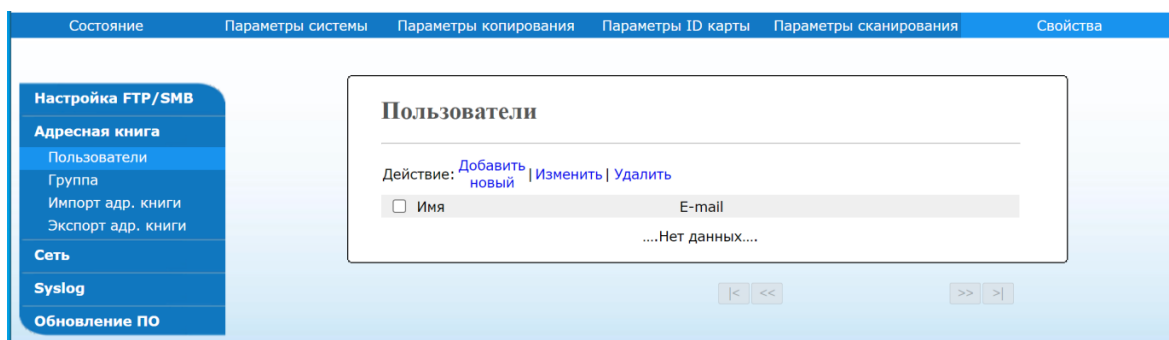 Состояние Параметры системы Параметры копирования Параметры ID карты Параметры сканирования Свойства
Настройка FTP/SMB
Адресная книга
Пользователи
Группа
Импорт адр. книги
Экспорт адр. книги
Сеть
Syslog
Обновление ПО
Пользователи
Действие: Добавить новый | Изменить | Удалить
Имя E-mail
....Нет данных....
|< << >> >|